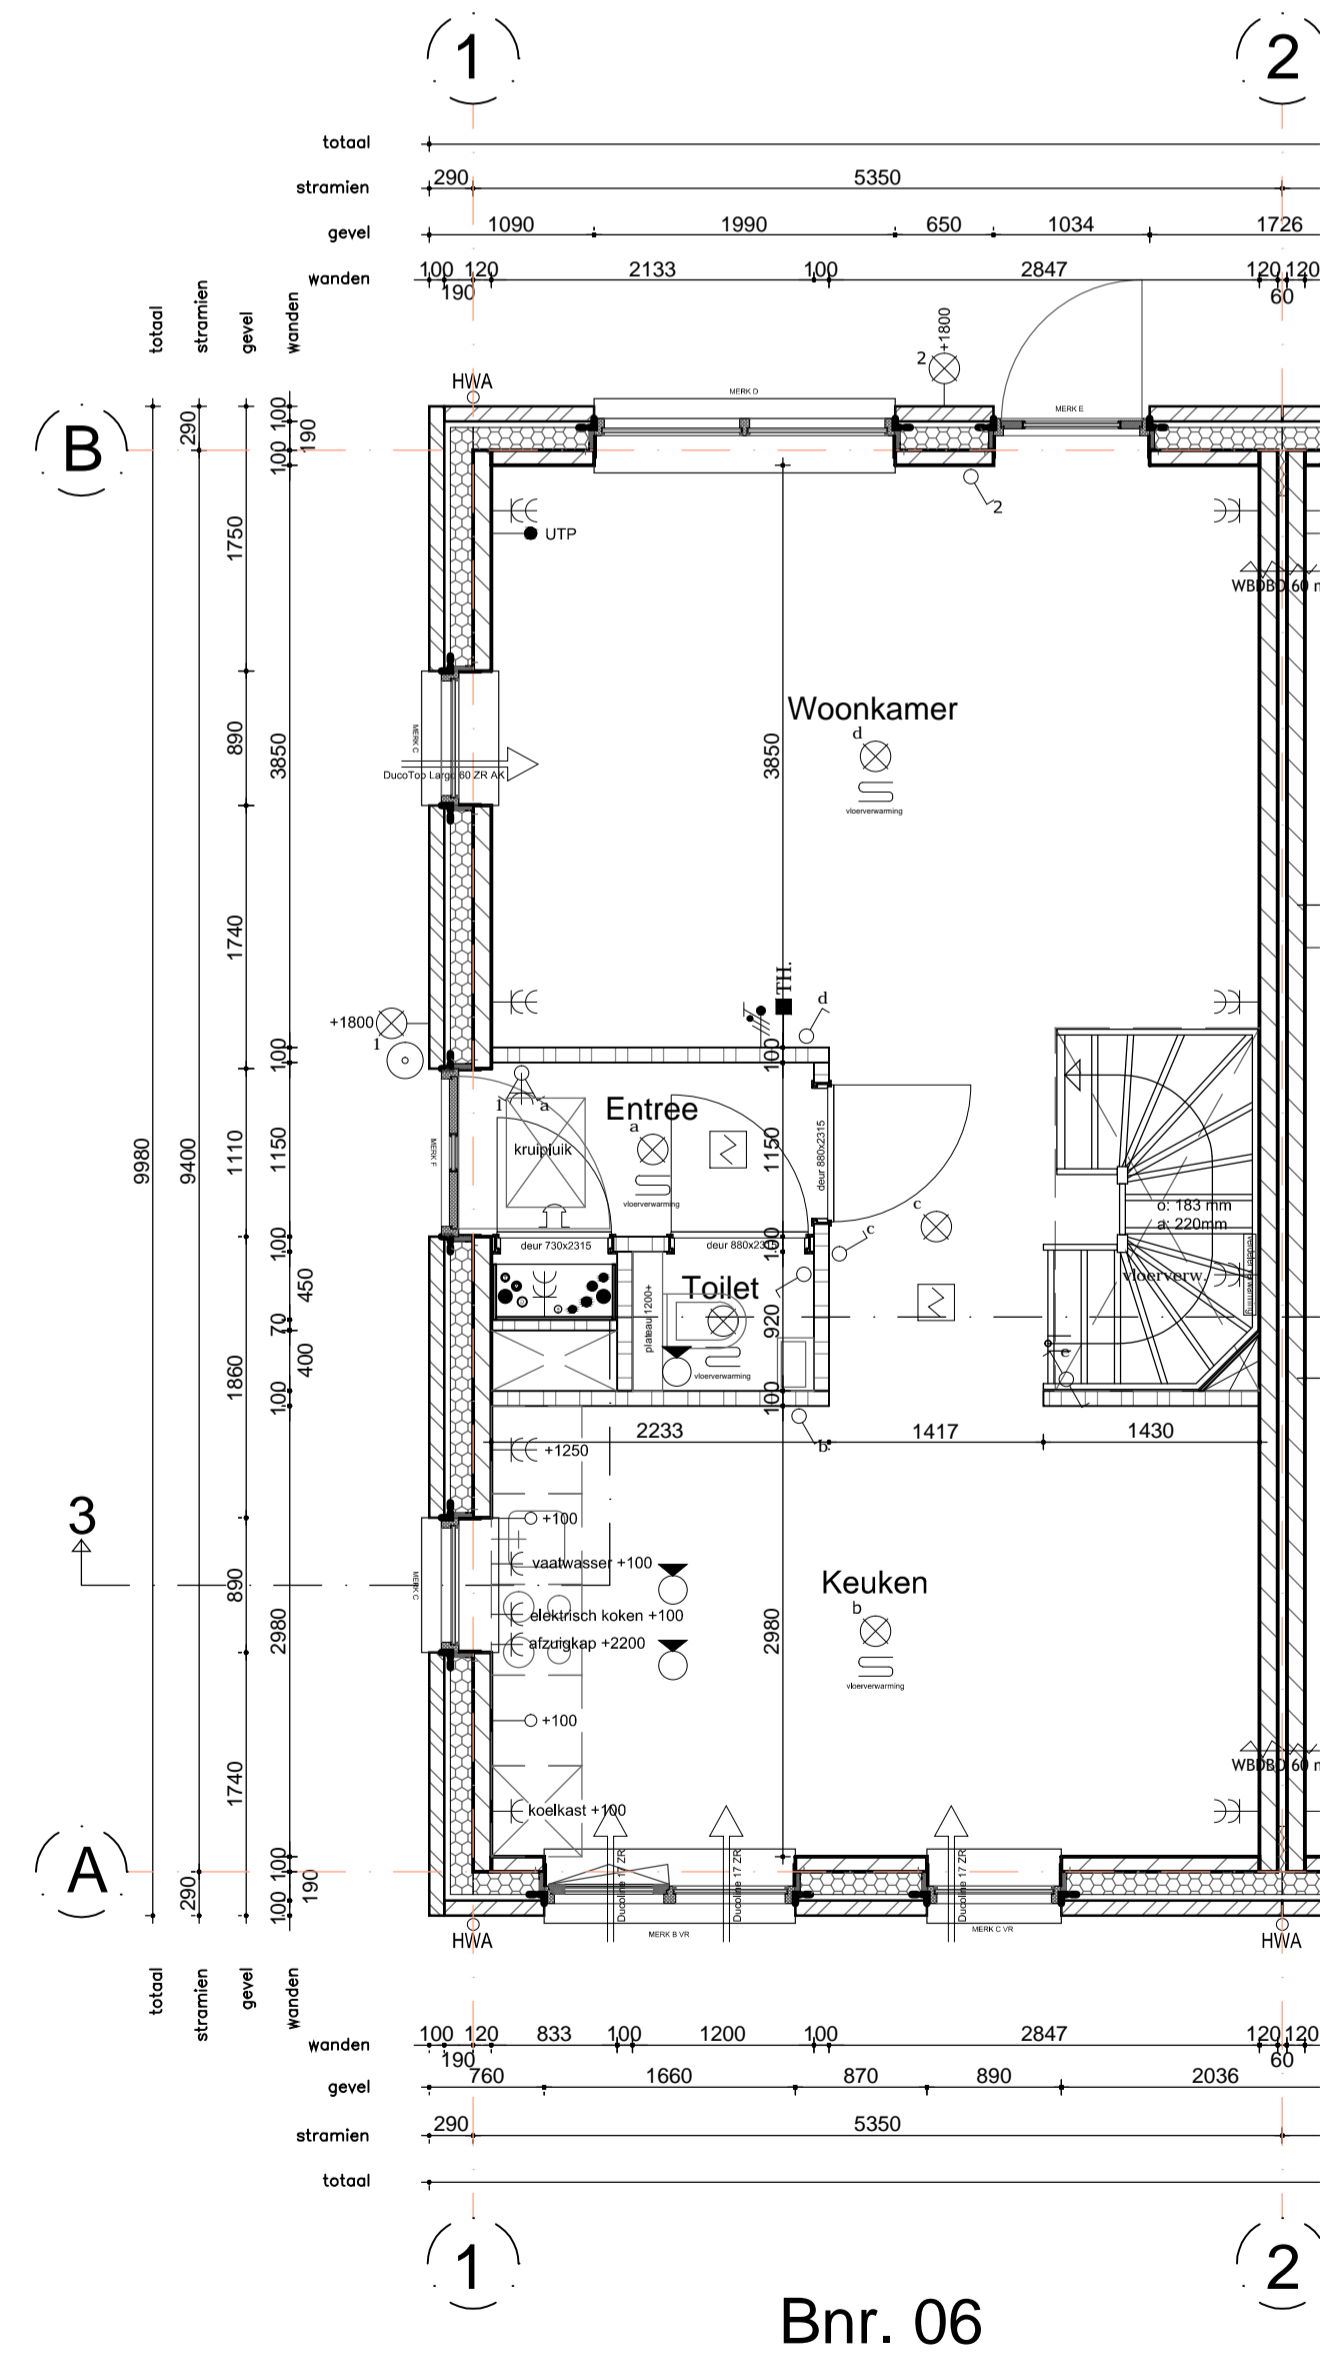 1
2
totaal
stramien
290
5350
gevel
1090
1990
650
1034
1726
wanden
100
190
120
2133
100
2847
120
60
120
totaal
stramien
gevel
wanden
HWA
MERK D
2
+1800
MERK E
B
290
100
190
100
2
UTP
WBDBO 60 m
1750
890
3850
MERK C
DucoTop Largo 60 ZR AK
Woonkamer
d
vloerverwarming
3850
1740
TH.
d
+1800
1
100
100
9980
9400
1110
1150
MERK F
1
a
kruipluik
Entree
a
vloerverwarming
1150
deur 880x2315
c
c
o: 183 mm
a: 220mm
vloerverw.
100
deur 730x2315
deur 880x2315
100
450
70
400
Toilet
plateau 1200+
vloerverwarming
920
e
1860
100
100
2233
1417
1430
b
+1250
3
+100
vaatwasser +100
elektrisch koken +100
afzuigkap +2200
890
2980
MERK C
Keuken
b
vloerverwarming
2980
+100
WBDBO 60 m
1740
koelkast +100
A
290
100
100
190
Ducoline 17 ZR
Ducoline 17 ZR
Ducoline 17 ZR
MERK B VR
MERK C VR
HWA
HWA
totaal
stramien
gevel
wanden
wanden
100
190
120
833
100
1200
100
2847
120
60
120
gevel
760
1660
870
890
2036
stramien
290
5350
totaal
1
2
Bnr. 06